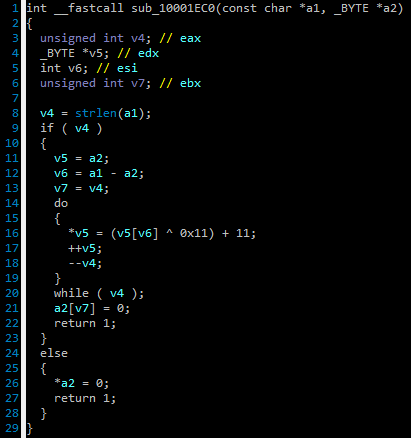 1 int __fastcall sub_10001EC0(const char *a1, _BYTE *a2)
2 {
3   unsigned int v4; // eax
4   _BYTE *v5; // edx
5   int v6; // esi
6   unsigned int v7; // ebx
7
8   v4 = strlen(a1);
9   if ( v4 )
10   {
11     v5 = a2;
12     v6 = a1 - a2;
13     v7 = v4;
14     do
15     {
16       *v5 = (v5[v6] ^ 0x11) + 11;
17       ++v5;
18       --v4;
19     }
20     while ( v4 );
21     a2[v7] = 0;
22     return 1;
23   }
24   else
25   {
26     *a2 = 0;
27     return 1;
28   }
29 }